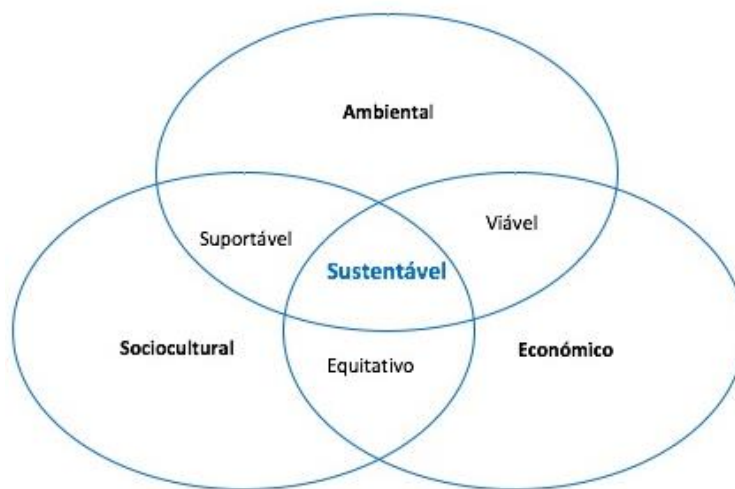 Ambiental
Suportável
Viável
Sustentável
Sociocultural
Económico
Equitativo